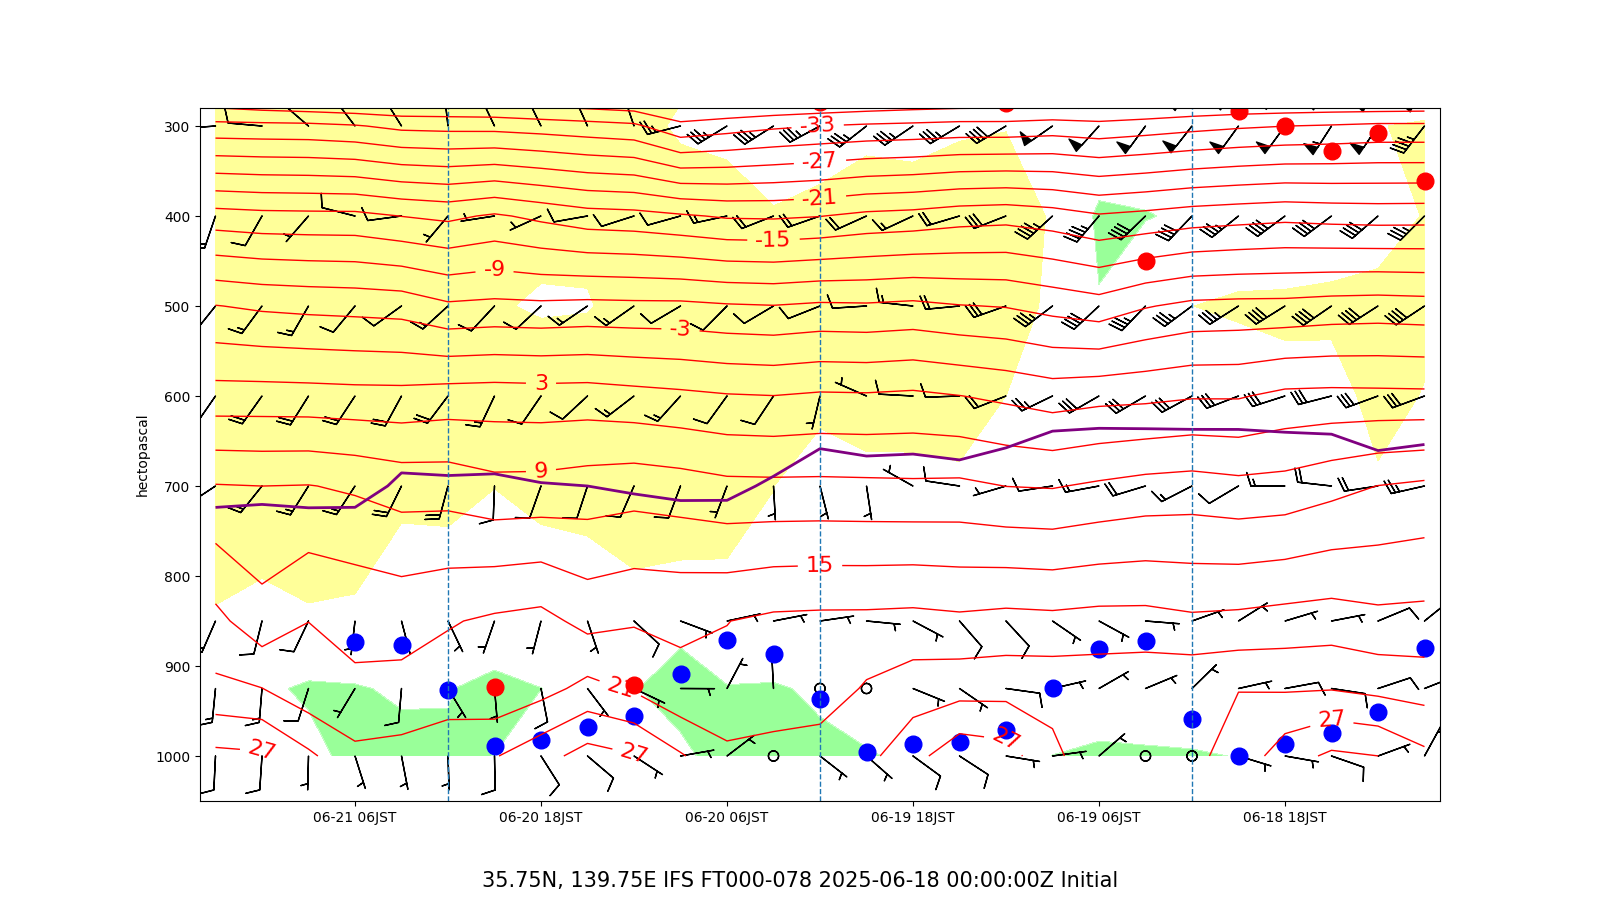 300
400
500
600
700
800
900
1000
hectopascal
-33
-27
-21
-15
-9
-3
3
9
15
21
27
27
27
27
06-21 06JST
06-20 18JST
06-20 06JST
06-19 18JST
06-19 06JST
06-18 18JST
35.75N, 139.75E IFS FT000-078 2025-06-18 00:00:00Z Initial